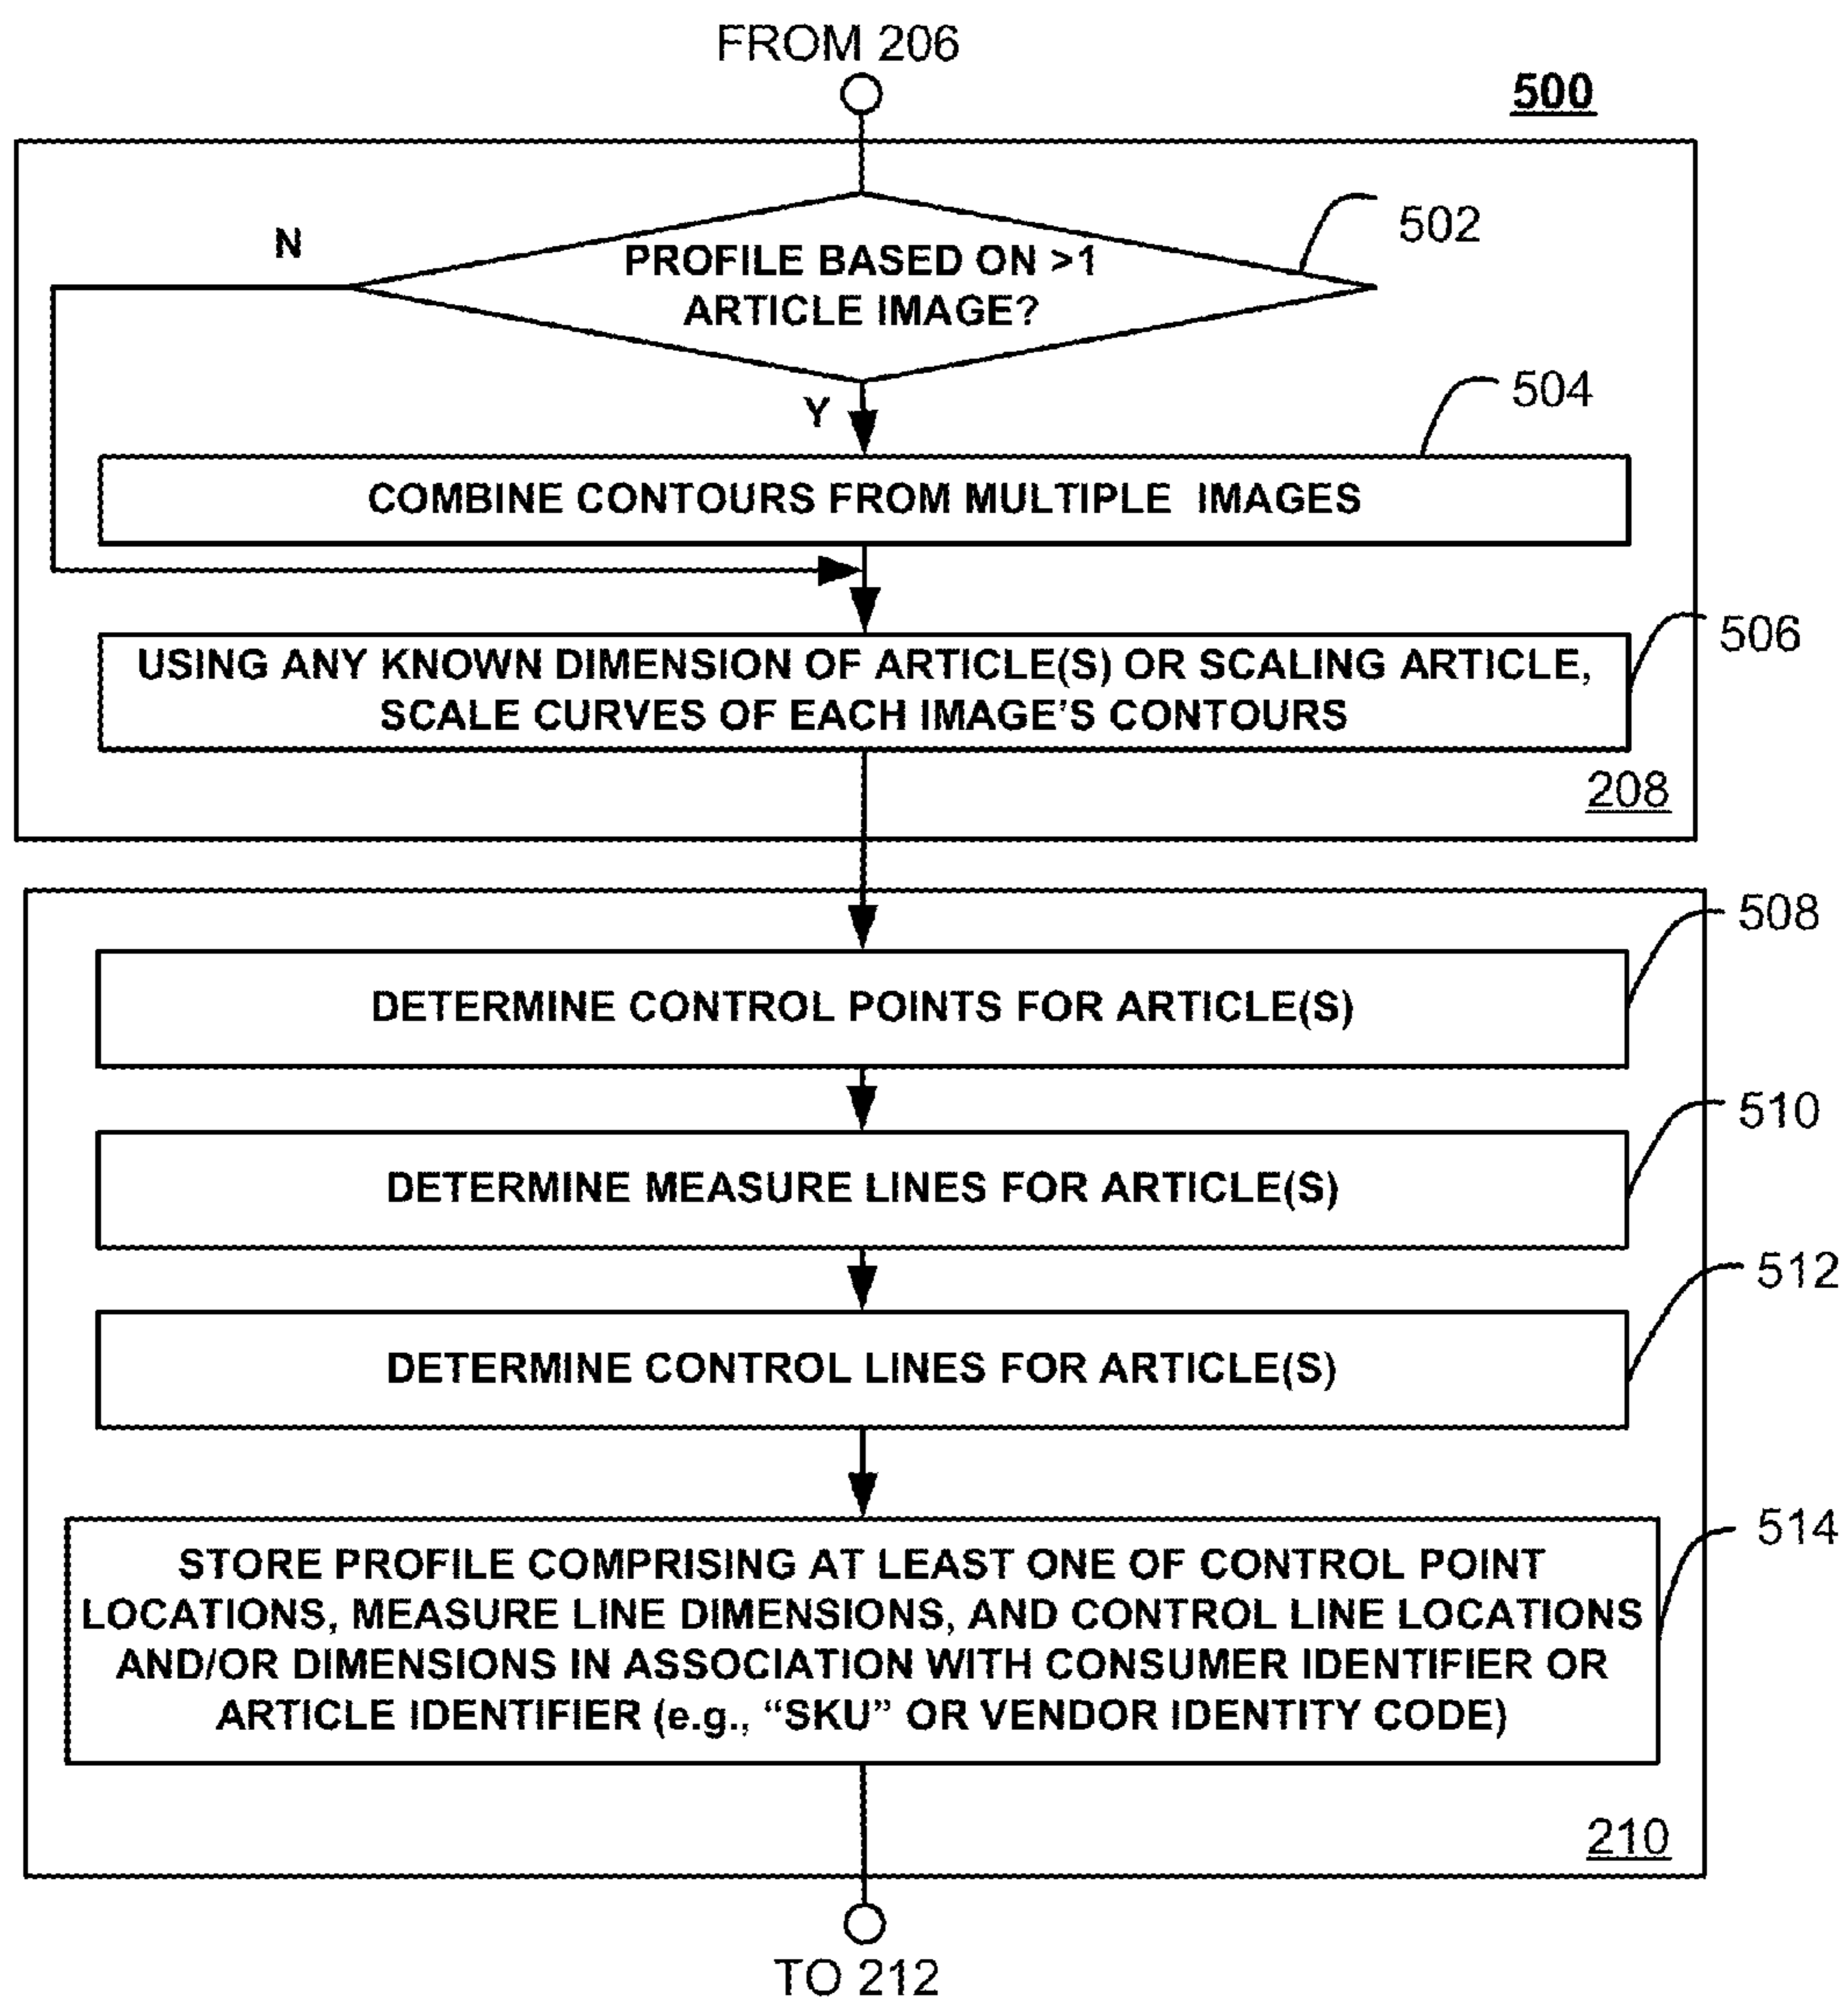 FROM 206
500
502
N
PROFILE BASED ON >1
ARTICLE IMAGE?
Y
504
COMBINE CONTOURS FROM MULTIPLE IMAGES
506
USING ANY KNOWN DIMENSION OF ARTICLE(S) OR SCALING ARTICLE,
SCALE CURVES OF EACH IMAGE'S CONTOURS
208
508
DETERMINE CONTROL POINTS FOR ARTICLE(S)
510
DETERMINE MEASURE LINES FOR ARTICLE(S)
512
DETERMINE CONTROL LINES FOR ARTICLE(S)
514
STORE PROFILE COMPRISING AT LEAST ONE OF CONTROL POINT
LOCATIONS, MEASURE LINE DIMENSIONS, AND CONTROL LINE LOCATIONS
AND/OR DIMENSIONS IN ASSOCIATION WITH CONSUMER IDENTIFIER OR
ARTICLE IDENTIFIER (e.g., “SKU” OR VENDOR IDENTITY CODE)
210
TO 212